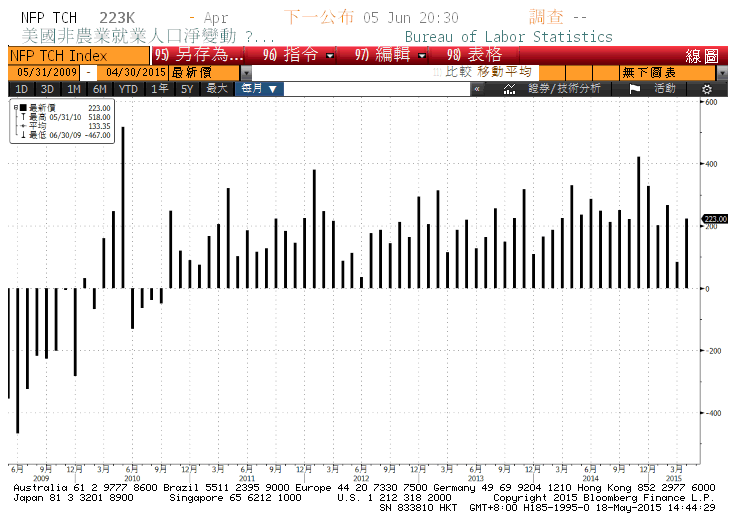 NFP TCH 223K - Apr 下一公布 05 Jun 20:30 調查 --
美國非農業就業人口淨變動 ?... Bureau of Labor Statistics
NFP TCH Index 95) 另存為... 96) 指令 97) 編輯 98) 表格 線圖
05/31/2009 - 04/30/2015 最新價 比較 移動平均 無下圖表
1D 3D 1M 6M YTD 1年 5Y 最大 每月 ▼ « 證券/技術分析 活動
最新價 223.00
最高 05/31/10 518.00
平均 133.35
最低 06/30/09 -467.00
600
400
223.00
200
0
-200
-400
6月 9月 12月 3月 6月 9月 12月 3月 6月 9月 12月 3月 6月 9月 12月 3月 6月 9月 12月 3月 6月 9月 12月 3月
2009 2010 2011 2012 2013 2014 2015
Australia 61 2 9777 8600 Brazil 5511 2395 9000 Europe 44 20 7330 7500 Germany 49 69 9204 1210 Hong Kong 852 2977 6000
Japan 81 3 3201 8900 Singapore 65 6212 1000 U.S. 1 212 318 2000 Copyright 2015 Bloomberg Finance L.P.
SN 833810 HKT GMT+8:00 H185-1995-0 18-May-2015 14:44:29